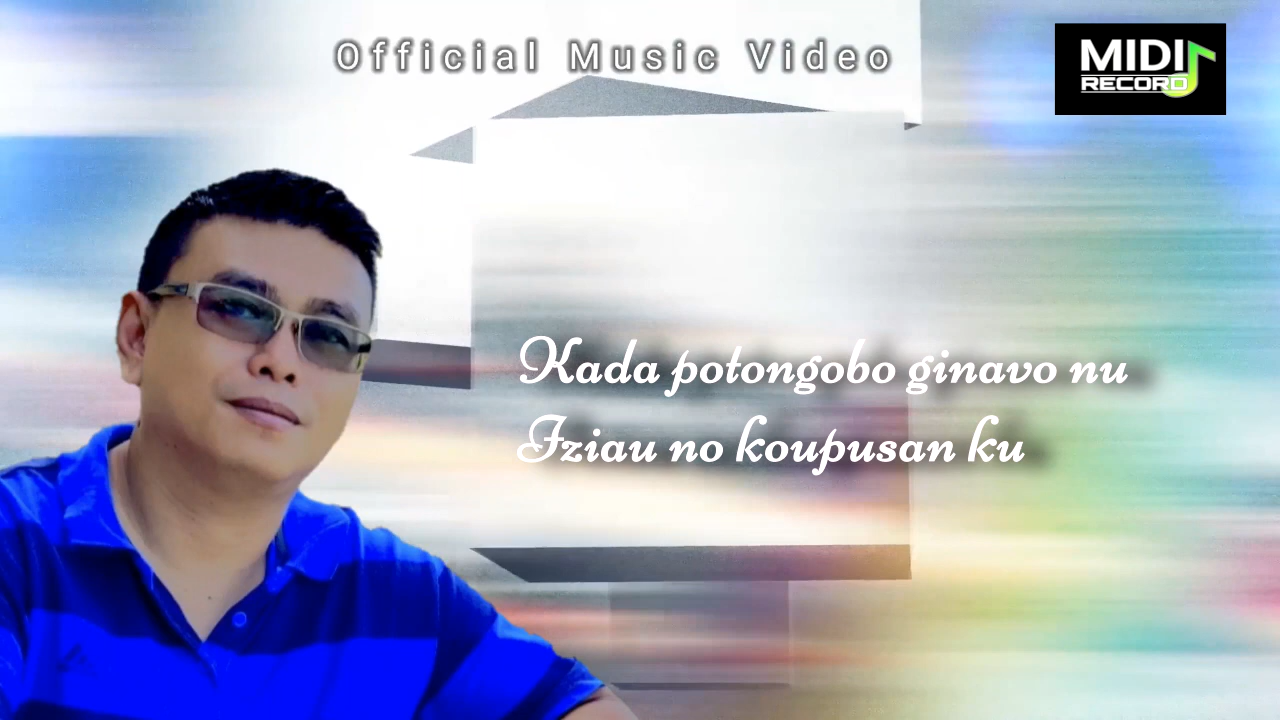 Official Music Video
MIDI
RECORD
Kada potongobo ginavo nu
Iziau no koupusan ku